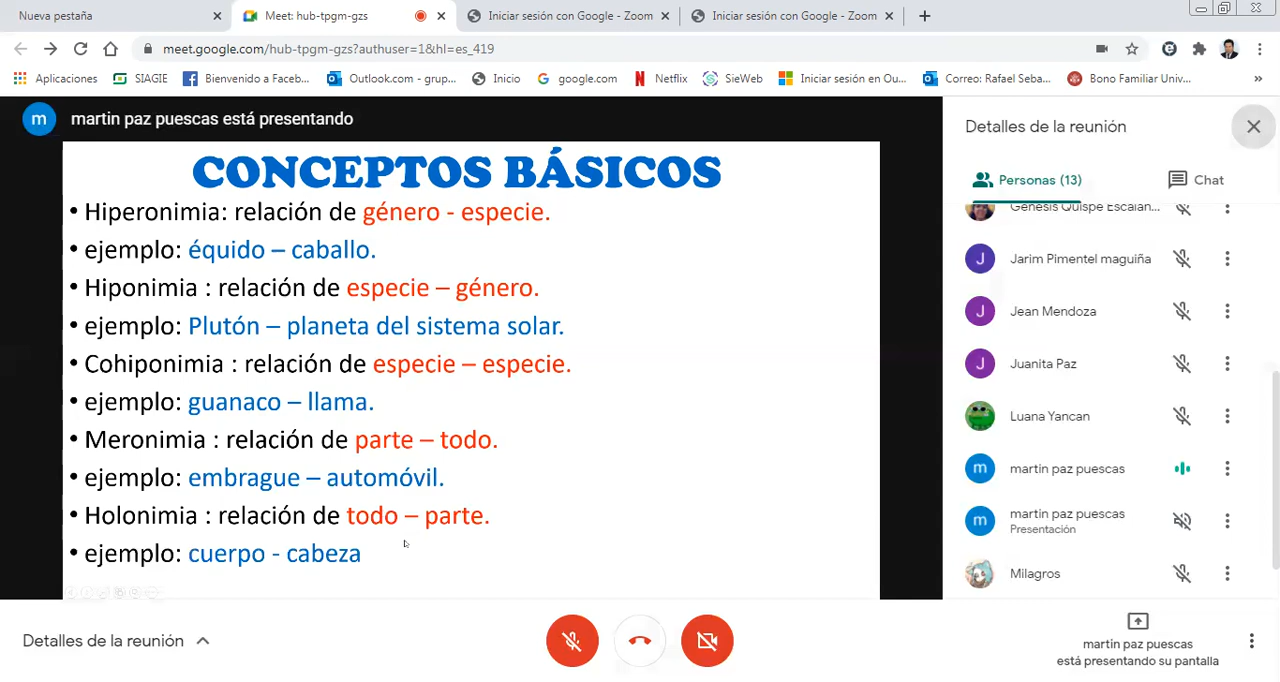 Nueva pestaña
Meet: hub-tpgm-gzs
Iniciar sesión con Google - Zoom
Iniciar sesión con Google - Zoom
meet.google.com/hub-tpgm-gzs?authuser=1&hl=es_419
Aplicaciones
SIAGIE
Bienvenido a Faceb...
Outlook.com - grup...
Inicio
google.com
Netflix
SieWeb
Iniciar sesión en Ou...
Correo: Rafael Seba...
Bono Familiar Univ...
»
m
martin paz puescas está presentando
CONCEPTOS BÁSICOS
• Hiperonimia: relación de género - especie.
• ejemplo: équido – caballo.
• Hiponimia : relación de especie – género.
• ejemplo: Plutón – planeta del sistema solar.
• Cohiponimia : relación de especie – especie.
• ejemplo: guanaco – llama.
• Meronimia : relación de parte – todo.
• ejemplo: embrague – automóvil.
• Holonimia : relación de todo – parte.
• ejemplo: cuerpo - cabeza
Detalles de la reunión
Personas (13)
Chat
Genesis Quispe Escalan...
J
Jarim Pimentel maguiña
J
Jean Mendoza
J
Juanita Paz
Luana Yancan
m
martin paz puescas
m
martin paz puescas
Presentación
Milagros
Detalles de la reunión
martin paz puescas
está presentando su pantalla